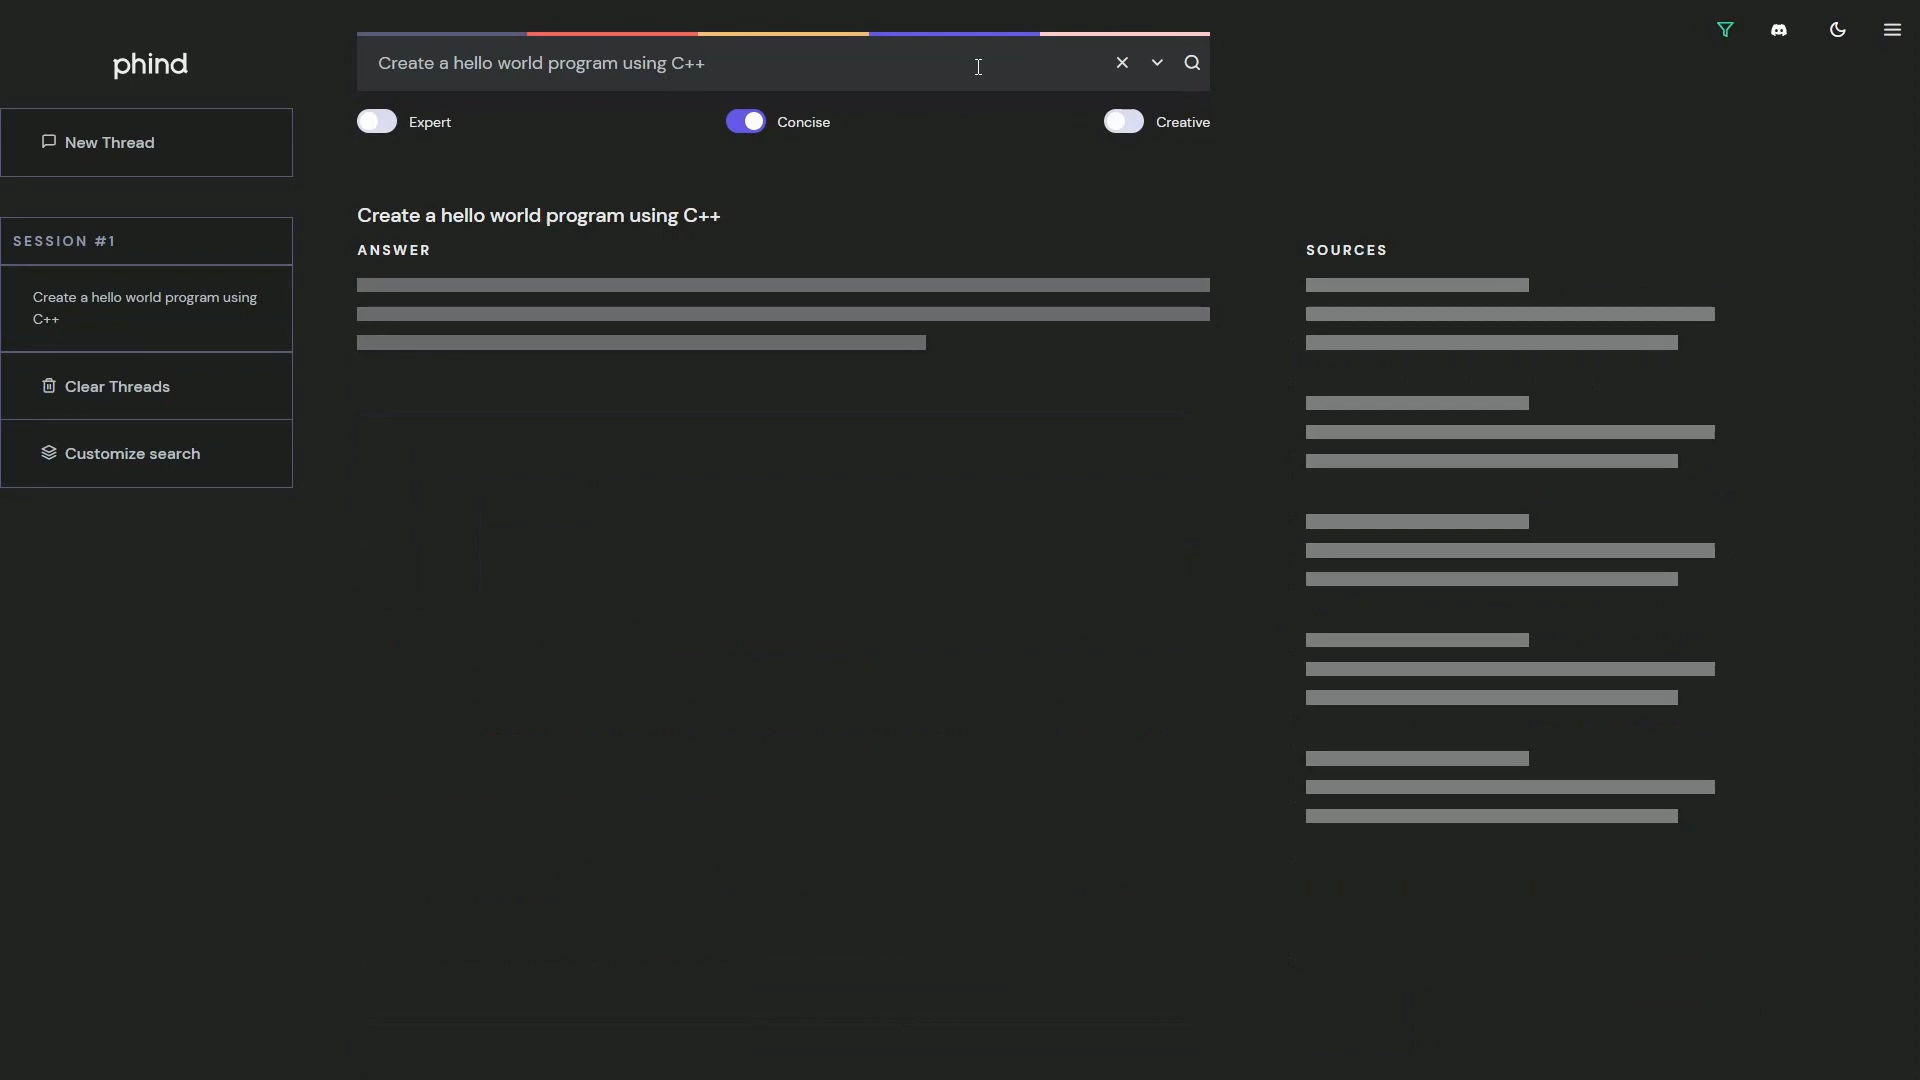 phind
Create a hello world program using C++
Expert
Concise
Creative
New Thread
SESSION #1
Create a hello world program using
C++
Clear Threads
Customize search
Create a hello world program using C++
ANSWER
SOURCES